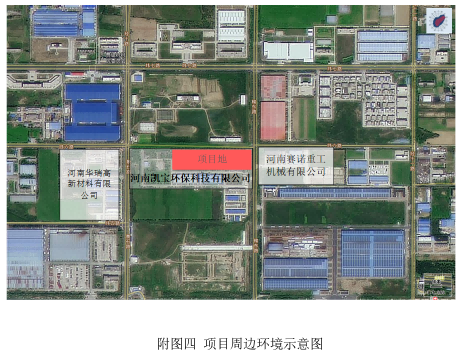 项目地
河南凯宝环保科技有限公司
河南华瑞高
新材料有限
公司
河南赛诺重工
机械有限公司
附图四 项目周边环境示意图